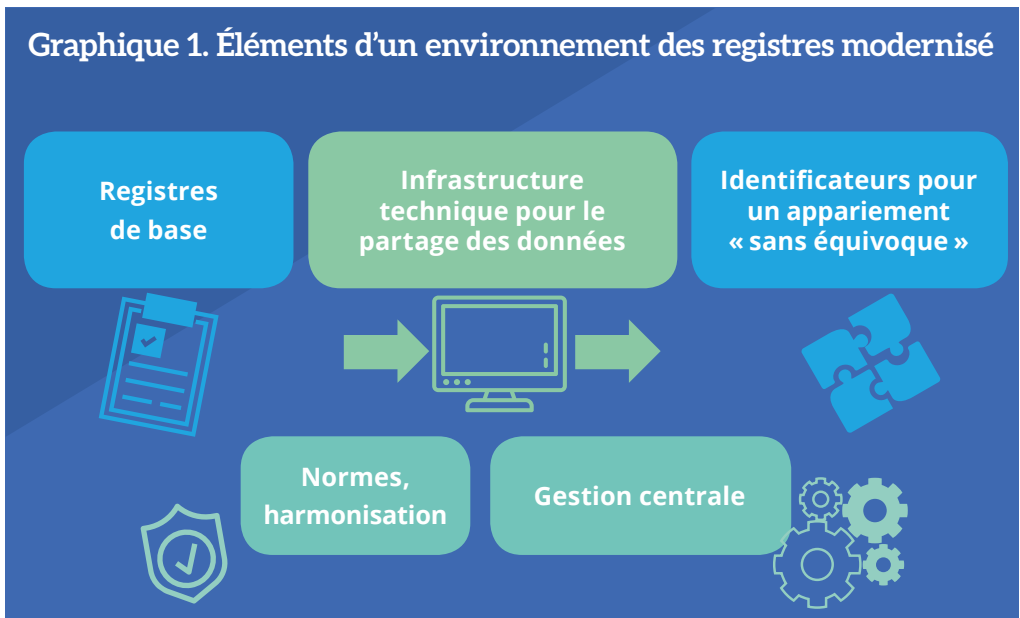 Graphique 1. Éléments d’un environnement des registres modernisé
Registres
de base
Infrastructure
technique pour le
partage des données
Identificateurs pour
un appariement
« sans équivoque »
Normes,
harmonisation
Gestion centrale